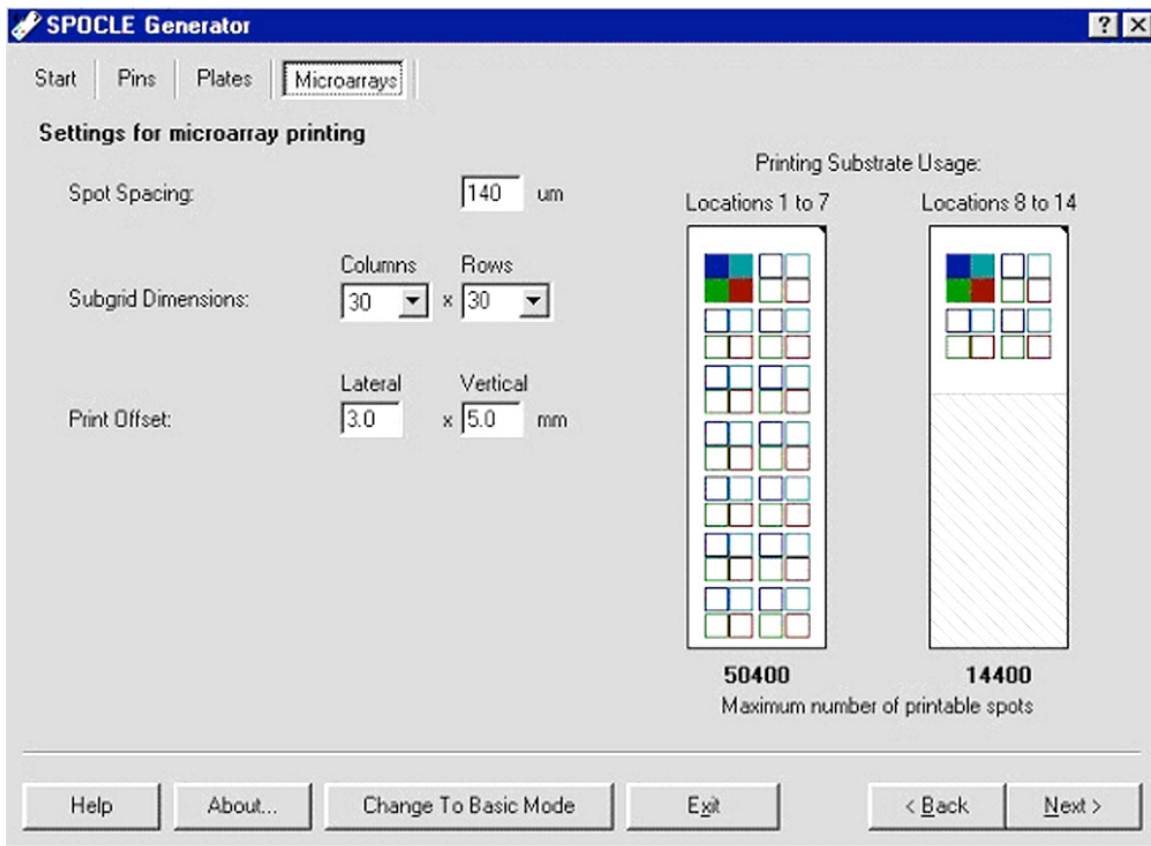 SPOCLE Generator
Start Pins Plates Microarrays
Settings for microarray printing
Printing Substrate Usage:
Spot Spacing: 140 um
Locations 1 to 7 Locations 8 to 14
Columns Rows
Subgrid Dimensions: 30 x 30
Lateral Vertical
Print Offset: 3.0 x 5.0 mm
50400 14400
Maximum number of printable spots
Help About... Change To Basic Mode Exit < Back Next >